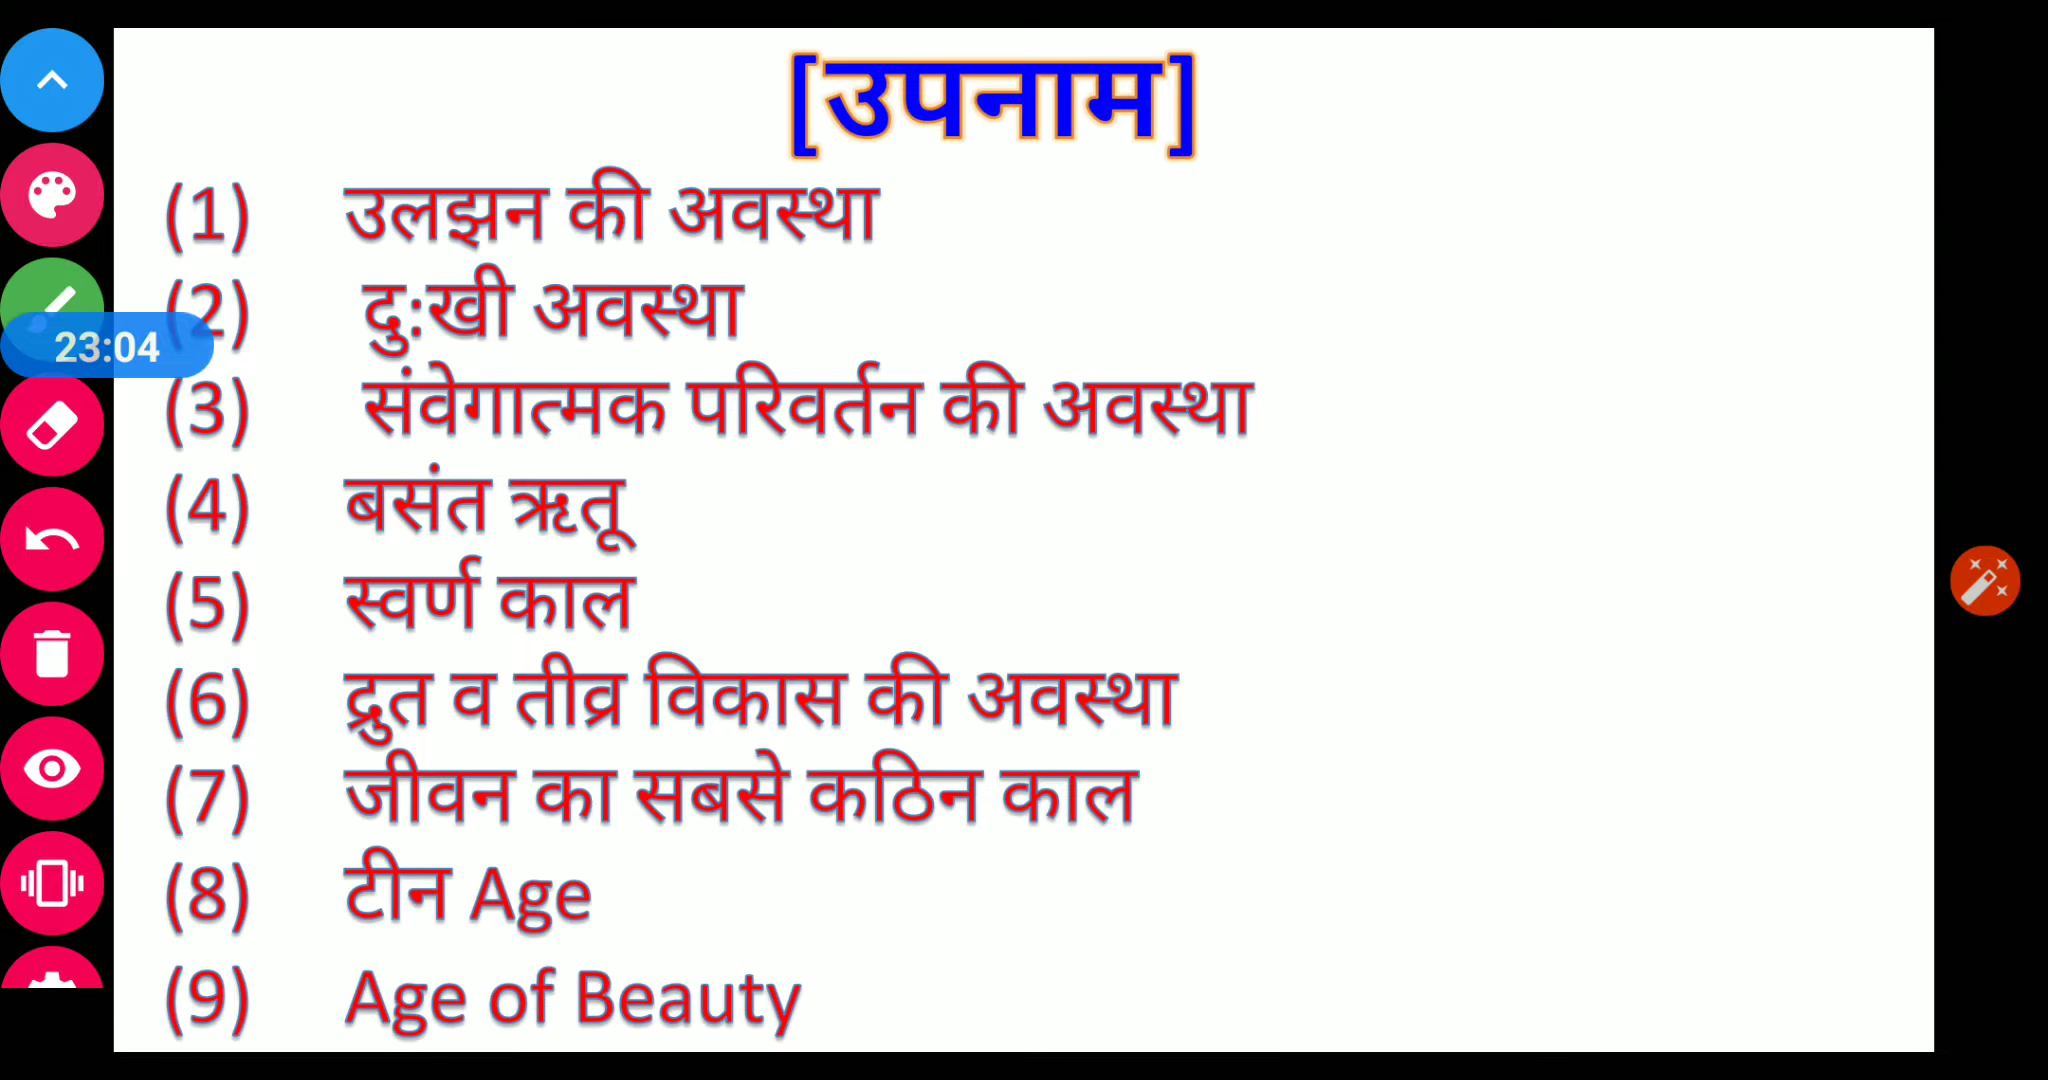 [उपनाम]
(1) उलझन की अवस्था
(2) दु:खी अवस्था
23:04
(3) संवेगात्मक परिवर्तन की अवस्था
(4) बसंत ऋतू
(5) स्वर्ण काल
(6) द्रुत व तीव्र विकास की अवस्था
(7) जीवन का सबसे कठिन काल
(8) टीन Age
(9) Age of Beauty